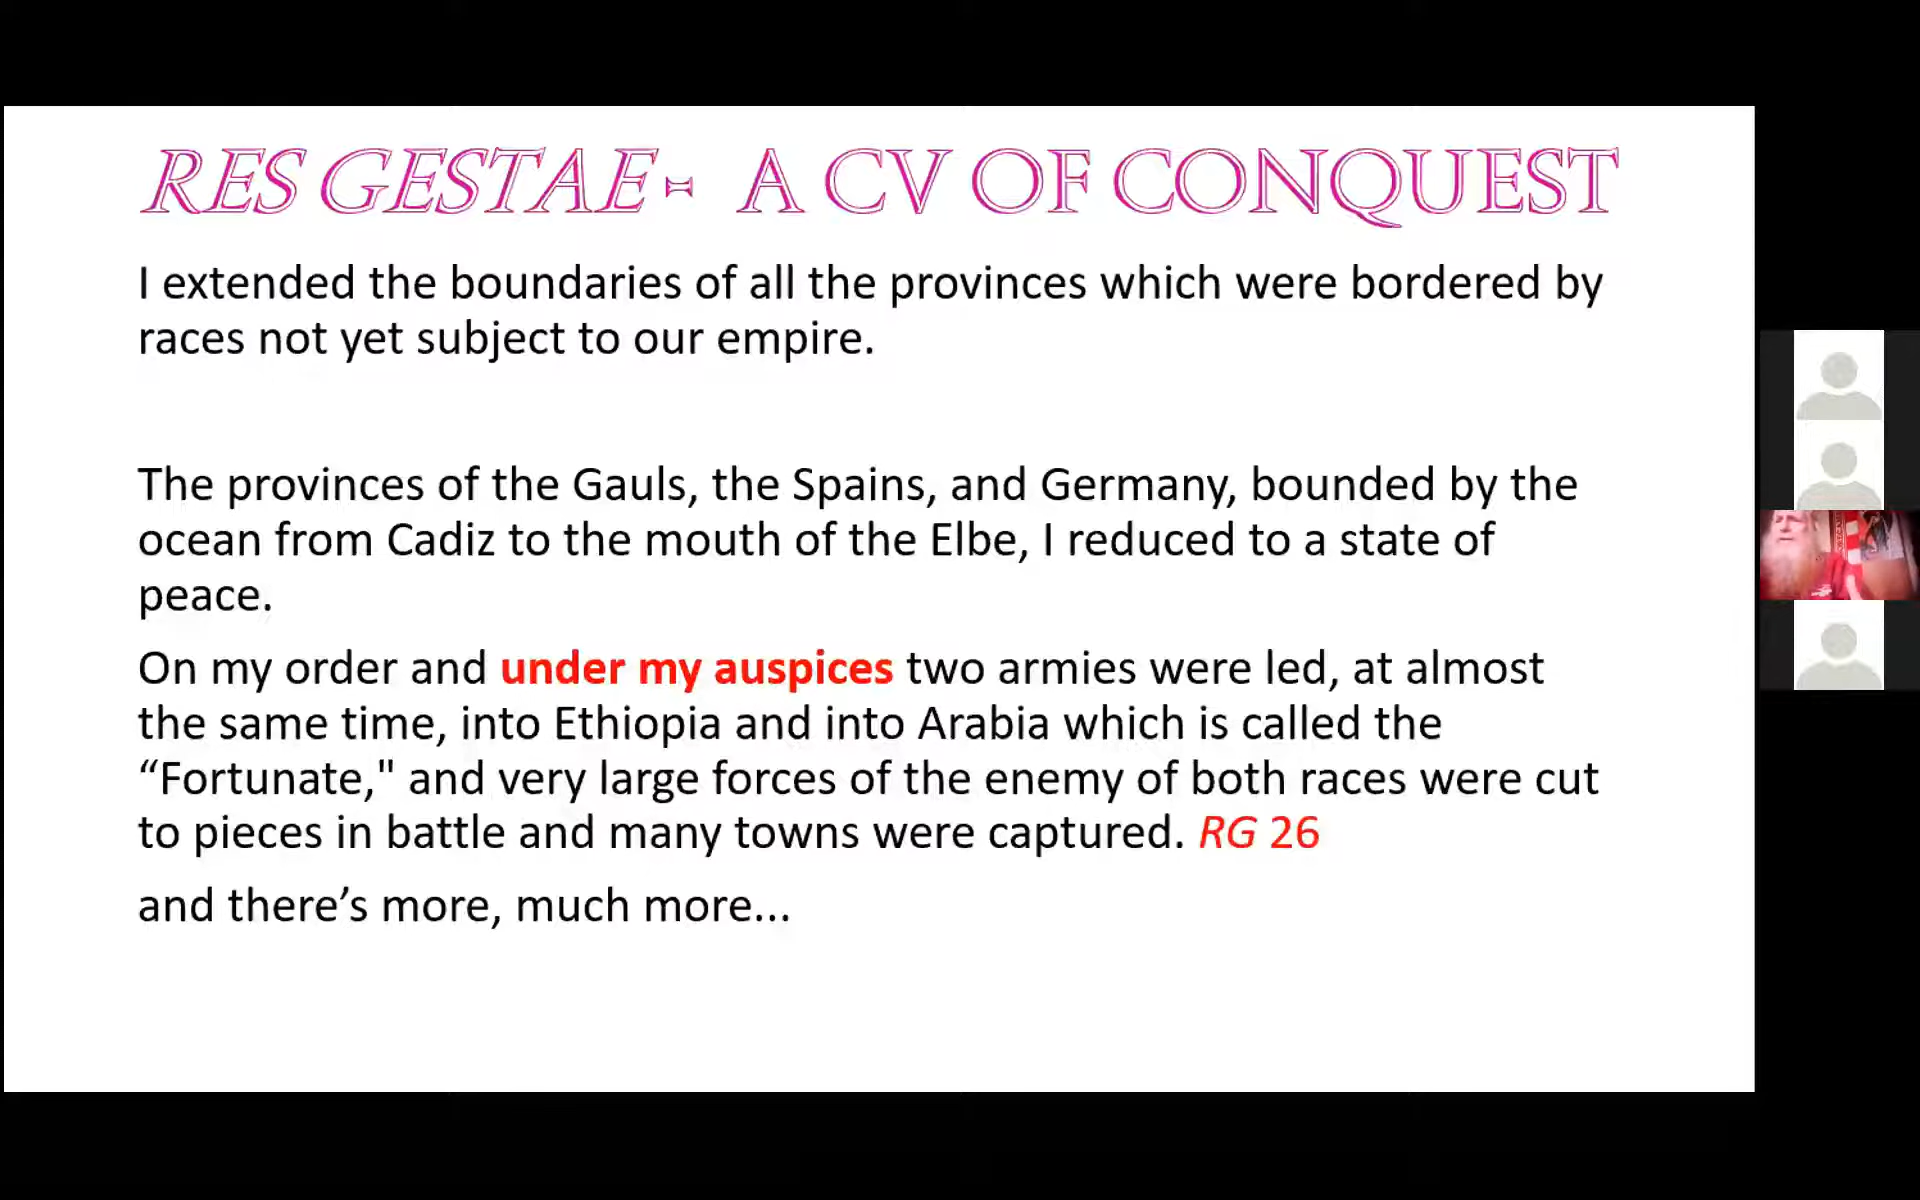 RES GESTAE- A CV OF CONQUEST
I extended the boundaries of all the provinces which were bordered by
races not yet subject to our empire.
The provinces of the Gauls, the Spains, and Germany, bounded by the
ocean from Cadiz to the mouth of the Elbe, I reduced to a state of
peace.
On my order and under my auspices two armies were led, at almost
the same time, into Ethiopia and into Arabia which is called the
“Fortunate," and very large forces of the enemy of both races were cut
to pieces in battle and many towns were captured. RG 26
and there’s more, much more...